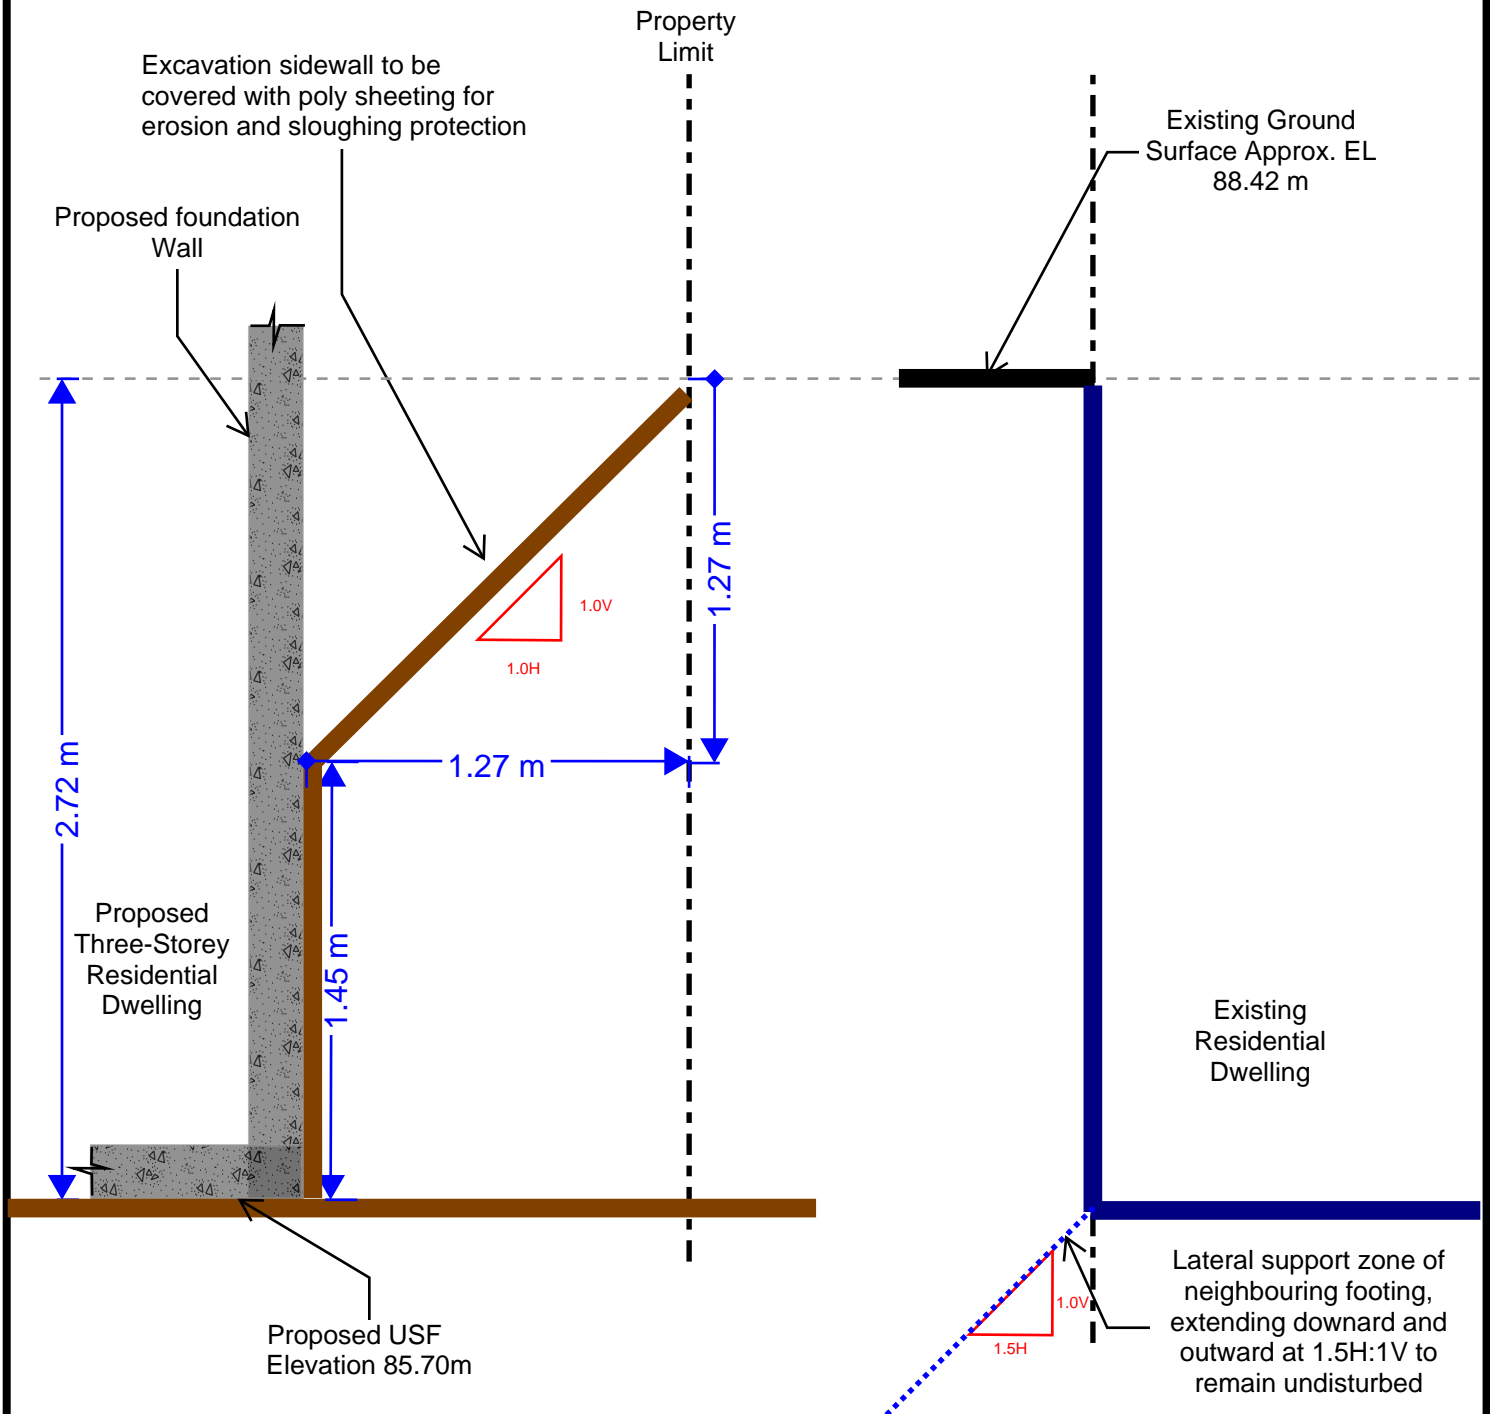 Property
Limit
Excavation sidewall to be
covered with poly sheeting for
erosion and sloughing protection
Existing Ground
Surface Approx. EL
88.42 m
Proposed foundation
Wall
1.27 m
1.0V
1.0H
1.27 m
2.72 m
1.45 m
Proposed
Three-Storey
Residential
Dwelling
Existing
Residential
Dwelling
Lateral support zone of
neighbouring footing,
extending downard and
outward at 1.5H:1V to
remain undisturbed
1.0V
1.5H
Proposed USF
Elevation 85.70m